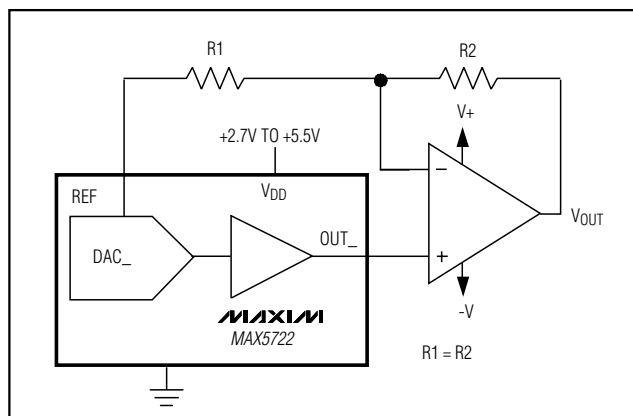 R1
R2
+2.7V TO +5.5V
V+
REF
VDD
−
DAC_
OUT_
VOUT
+
MAXIM
MAX5722
-V
R1 = R2